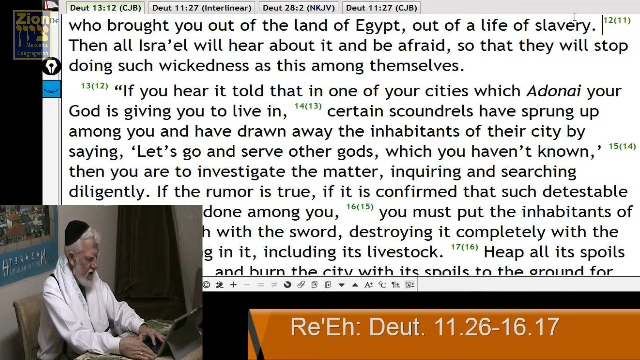 Deut 13:12 (CJB) Deut 11:27 (Interlinear) Deut 28:2 (NKJV) Deut 11:27 (CJB)
Zion
Messianic
Congregation
who brought you out of the land of Egypt, out of a life of slavery. 12(11)
Then all Isra’el will hear about it and be afraid, so that they will stop
doing such wickedness as this among themselves.
13(12) “If you hear it told that in one of your cities which Adonai your
God is giving you to live in, 14(13) certain scoundrels have sprung up
among you and have drawn away the inhabitants of their city by
saying, ‘Let’s go and serve other gods, which you haven’t known,’ 15(14)
then you are to investigate the matter, inquiring and searching
diligently. If the rumor is true, if it is confirmed that such detestable
done among you, 16(15) you must put the inhabitants of
h with the sword, destroying it completely with the
g in it, including its livestock. 17(16) Heap all its spoils
and burn the city with its spoils to the ground for
Re'Eh: Deut. 11.26-16.17